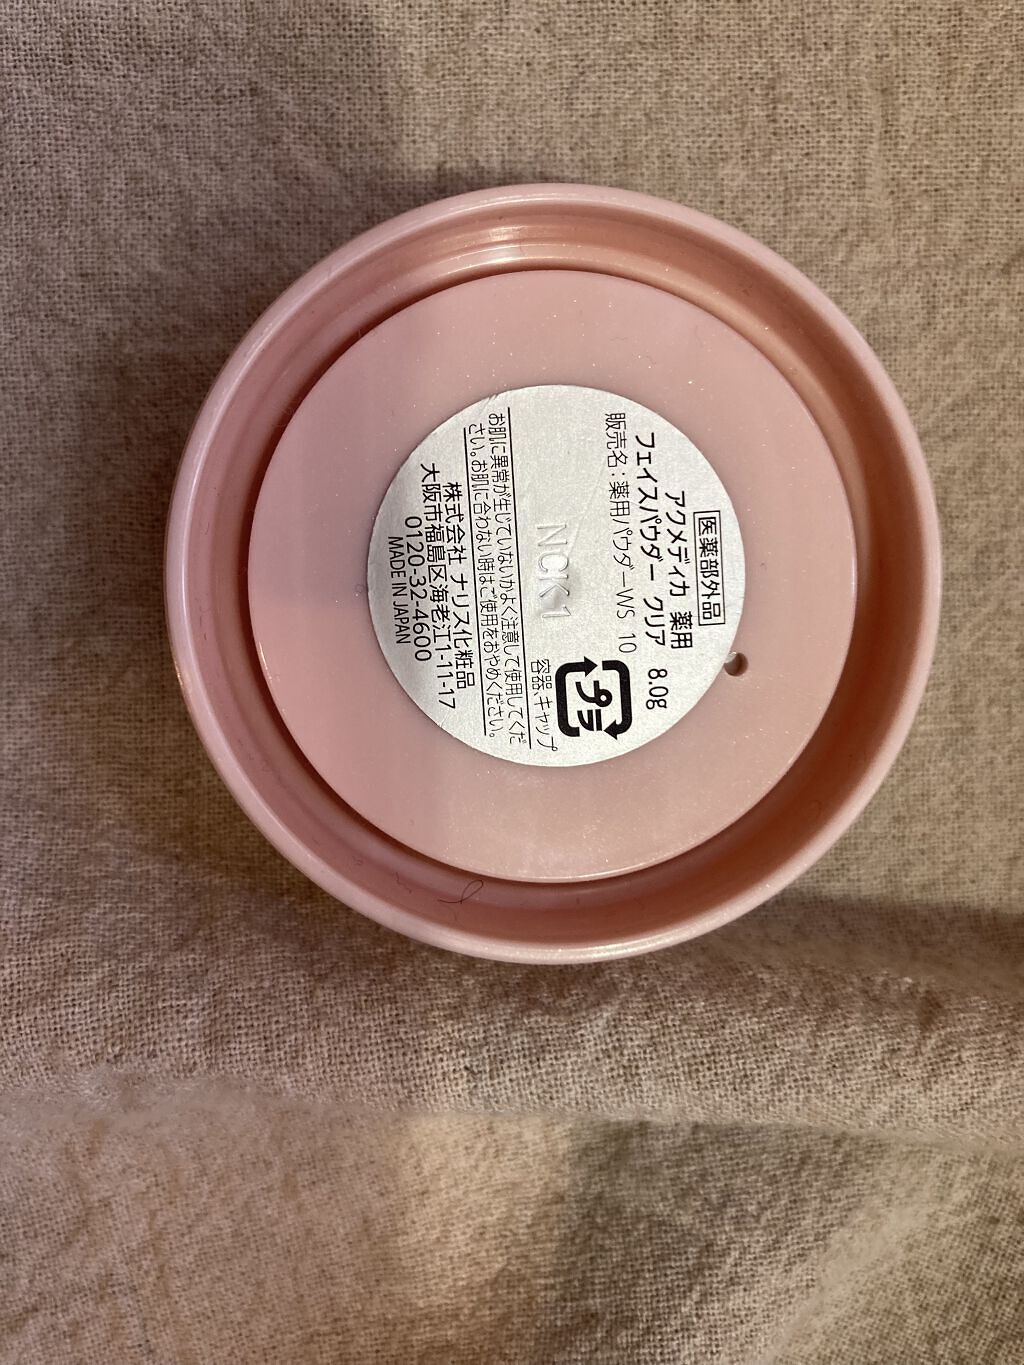 医薬部外品
アクメディカ 薬用
フェイスパウダー クリア 8.0g
販売名：薬用パウダーWS 10
プラ
容器、キャップ
NCK1
お肌に異常が生じていないかよく注意して使用してくだ
さい。お肌に合わない時はご使用をおやめください。
株式会社 ナリス化粧品
大阪市福島区海老江1-11-17
0120-32-4600
MADE IN JAPAN